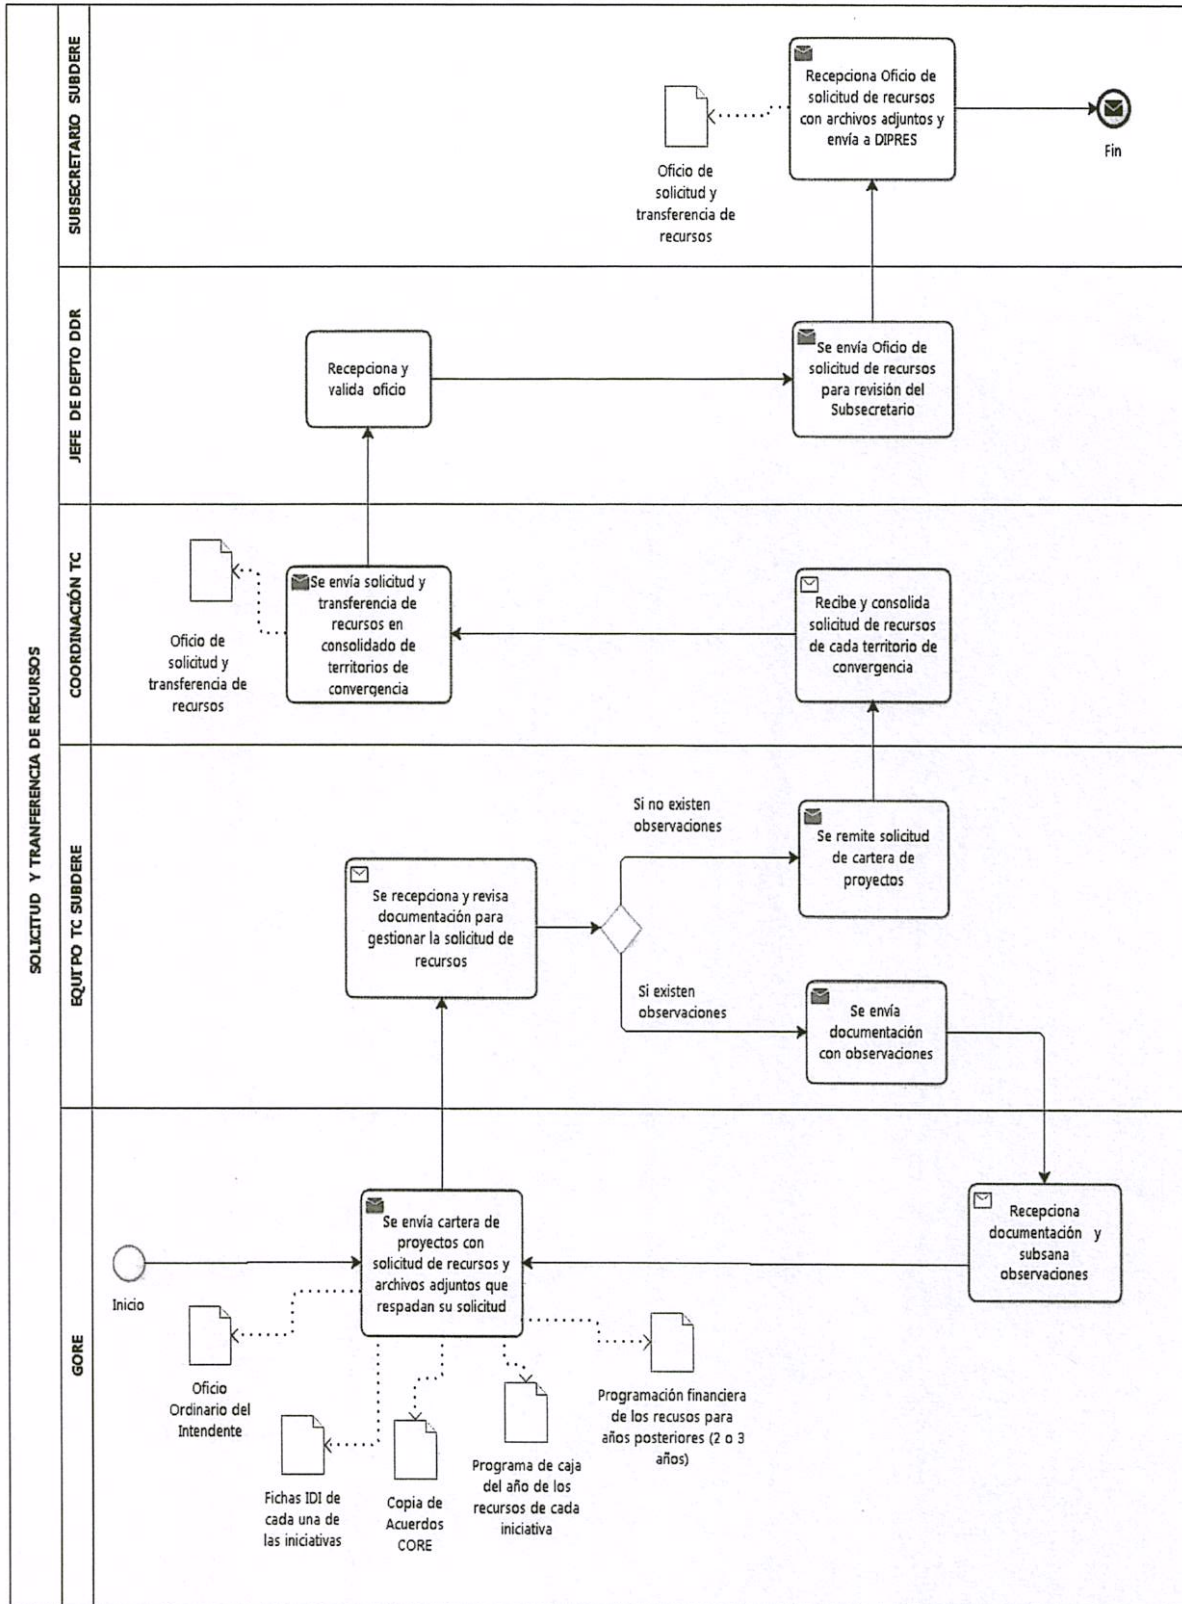 SOLICITUD Y TRANFERENCIA DE RECURSOS
SUBSECRETARIO SUBDERE
Recepciona Oficio de
solicitud de recursos
con archivos adjuntos y
envía a DIPRES
Fin
Oficio de
solicitud y
transferencia de
recursos
JEFE DE DEPTO DDR
Recepciona y
valida oficio
Se envía Oficio de
solicitud de recursos
para revisión del
Subsecretario
COORDINACIÓN TC
Oficio de
solicitud y
transferencia de
recursos
Se envía solicitud y
transferencia de
recursos en
consolidado de
territorios de
convergencia
Recibe y consolida
solicitud de recursos
de cada territorio de
convergencia
EQUIPO TC SUBDERE
Se recepciona y revisa
documentación para
gestionar la solicitud de
recursos
Si no existen
observaciones
Se remite solicitud
de cartera de
proyectos
Si existen
observaciones
Se envía
documentación
con observaciones
GORE
Inicio
Se envía cartera de
proyectos con
solicitud de recursos y
archivos adjuntos que
respadan su solicitud
Recepciona
documentación y
subsana
observaciones
Oficio
Ordinario del
Intendente
Fichas IDI de
cada una de
las iniciativas
Copia de
Acuerdos
CORE
Programa de caja
del año de los
recursos de cada
iniciativa
Programación financiera
de los recusos para
años posteriores (2 o 3
años)